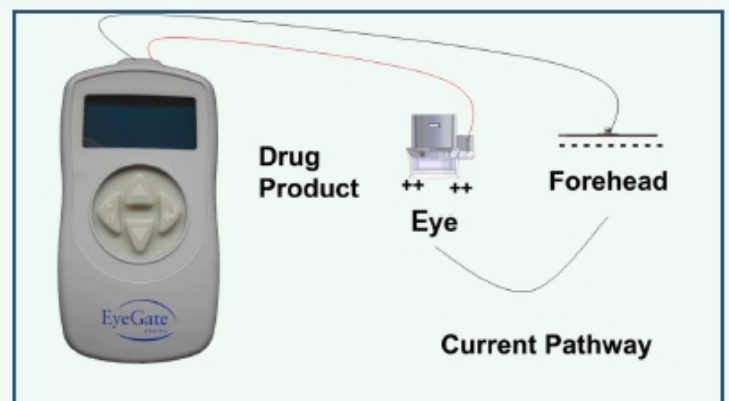 Drug
Product
++ ++
Eye
Forehead
EyeGate
pharma
Current Pathway